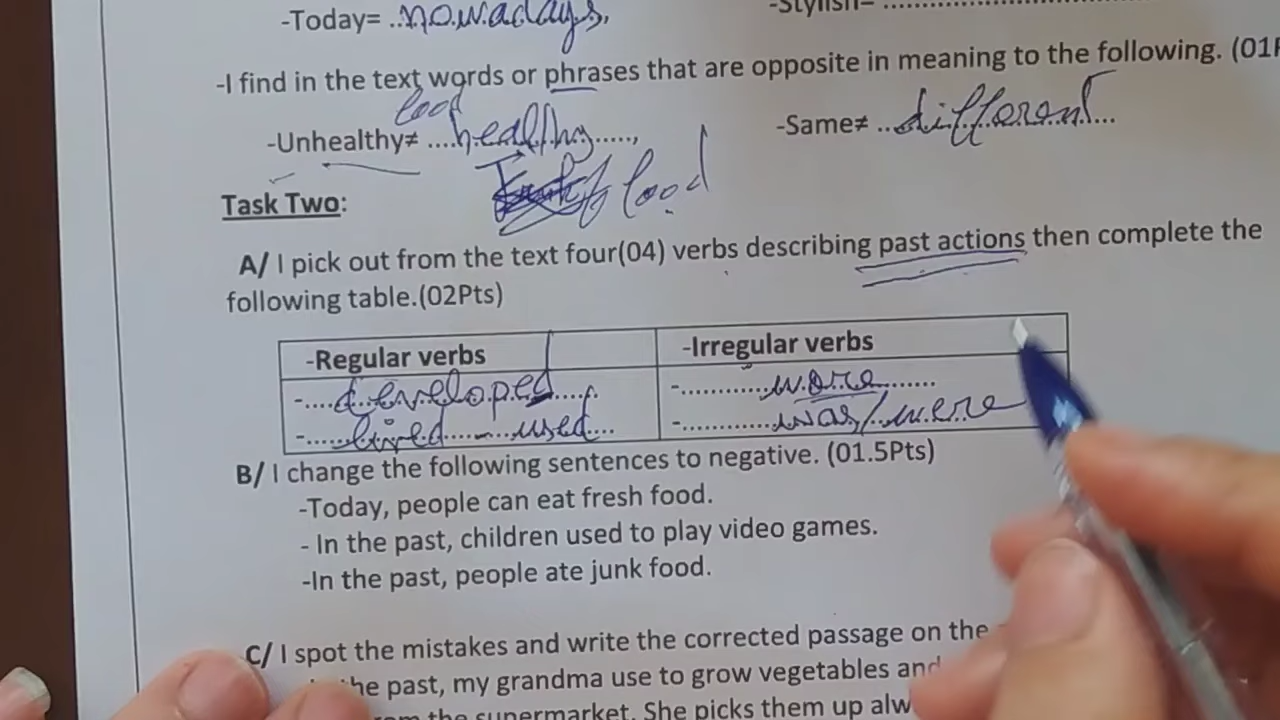 -Today= ..nowadays,
-Stylish= ..............................
-I find in the text words or phrases that are opposite in meaning to the following. (01
food
-Unhealthy≠ ....healthy.....,
-Same≠ ..different...
food
Task Two:
A/ I pick out from the text four(04) verbs describing past actions then complete the
following table.(02Pts)
-Regular verbs
-Irregular verbs
-....developed....
-............wore.......
-......lived........used...
-............was/were
B/ I change the following sentences to negative. (01.5Pts)
-Today, people can eat fresh food.
- In the past, children used to play video games.
-In the past, people ate junk food.
C/ I spot the mistakes and write the corrected passage on the
the past, my grandma use to grow vegetables and
the supermarket. She picks them up